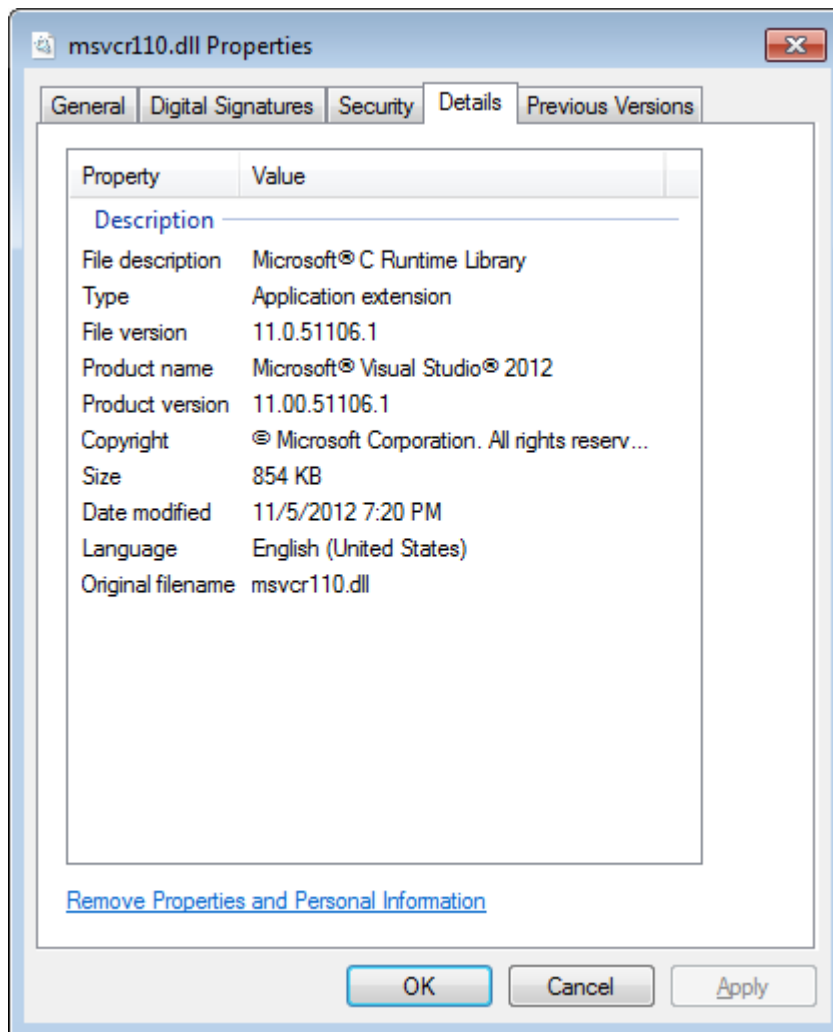 msvcr110.dll Properties
General Digital Signatures Security Details Previous Versions
Property Value
Description
File description Microsoft® C Runtime Library
Type Application extension
File version 11.0.51106.1
Product name Microsoft® Visual Studio® 2012
Product version 11.00.51106.1
Copyright © Microsoft Corporation. All rights reserv...
Size 854 KB
Date modified 11/5/2012 7:20 PM
Language English (United States)
Original filename msvcr110.dll
Remove Properties and Personal Information
OK Cancel Apply